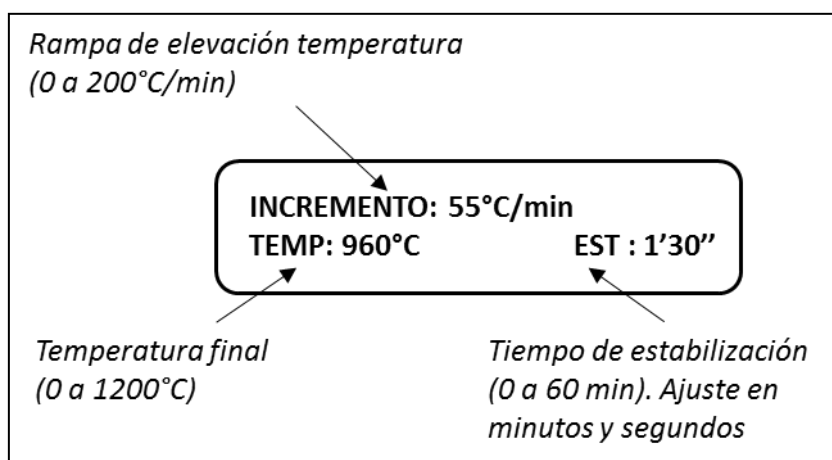 Rampa de elevación temperatura
(0 a 200°C/min)
INCREMENTO: 55°C/min
TEMP: 960°C EST : 1’30’’
Temperatura final
(0 a 1200°C)
Tiempo de estabilización
(0 a 60 min). Ajuste en
minutos y segundos